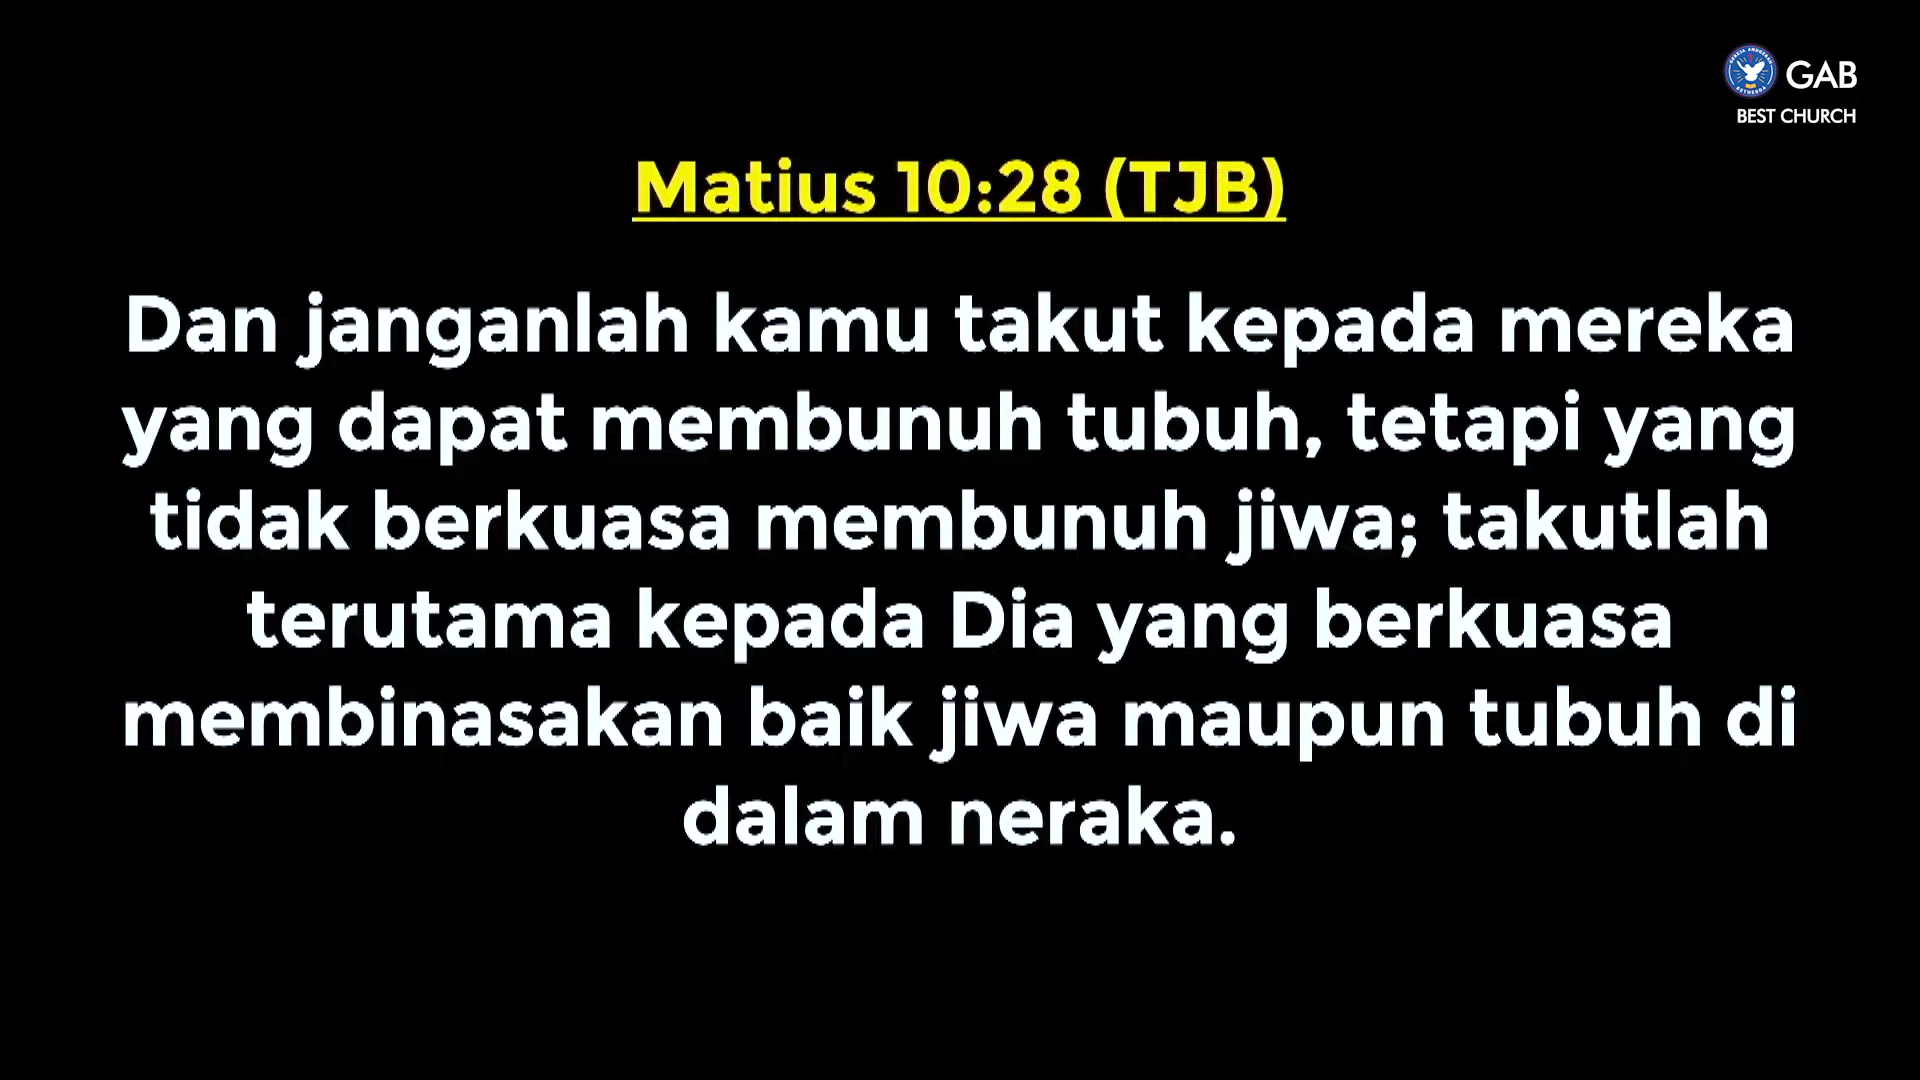 GAB
BEST CHURCH
Matius 10:28 (TJB)
Dan janganlah kamu takut kepada mereka
yang dapat membunuh tubuh, tetapi yang
tidak berkuasa membunuh jiwa; takutlah
terutama kepada Dia yang berkuasa
membinasakan baik jiwa maupun tubuh di
dalam neraka.